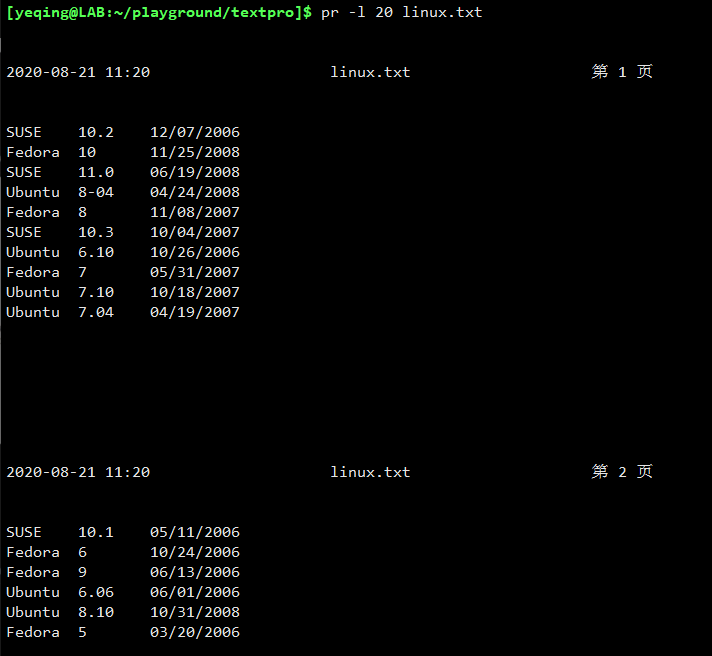 [yeqing@LAB:~/playground/textpro]$ pr -l 20 linux.txt
2020-08-21 11:20                    linux.txt                    第 1 页
SUSE    10.2    12/07/2006
Fedora  10      11/25/2008
SUSE    11.0    06/19/2008
Ubuntu  8-04    04/24/2008
Fedora  8       11/08/2007
SUSE    10.3    10/04/2007
Ubuntu  6.10    10/26/2006
Fedora  7       05/31/2007
Ubuntu  7.10    10/18/2007
Ubuntu  7.04    04/19/2007
2020-08-21 11:20                    linux.txt                    第 2 页
SUSE    10.1    05/11/2006
Fedora  6       10/24/2006
Fedora  9       06/13/2006
Ubuntu  6.06    06/01/2006
Ubuntu  8.10    10/31/2008
Fedora  5       03/20/2006